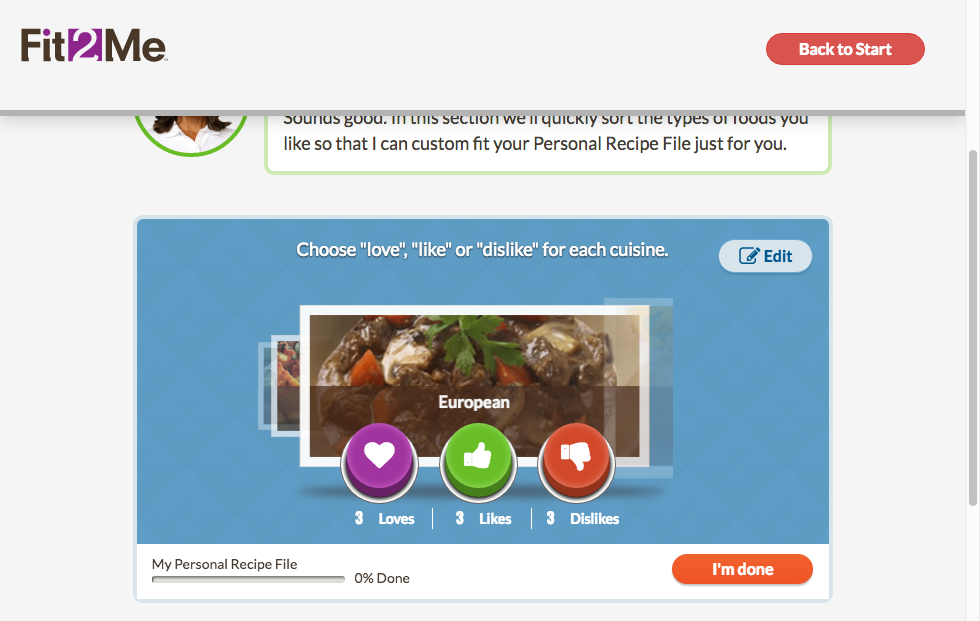 Fit2Me
Back to Start
Sounds good. In this section we'll quickly sort the types of foods you
like so that I can custom fit your Personal Recipe File just for you.
Choose "love", "like" or "dislike" for each cuisine.
Edit
European
3 Loves
3 Likes
3 Dislikes
My Personal Recipe File
0% Done
I'm done